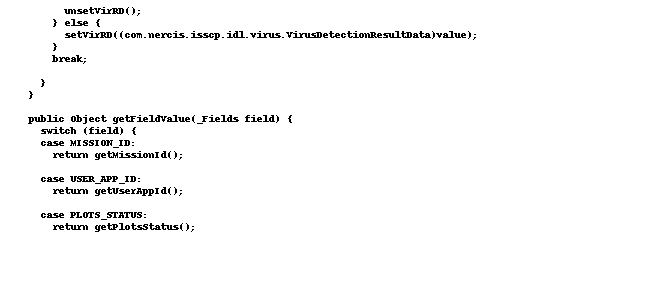 unsetVirRD();
} else {
setVirRD((com.nercis.isscp.idl.virus.VirusDetectionResultData)value);
}
break;
}
}
public Object getFieldValue(_Fields field) {
switch (field) {
case MISSION_ID:
return getMissionId();
case USER_APP_ID:
return getUserAppId();
case PLOTS_STATUS:
return getPlotsStatus();